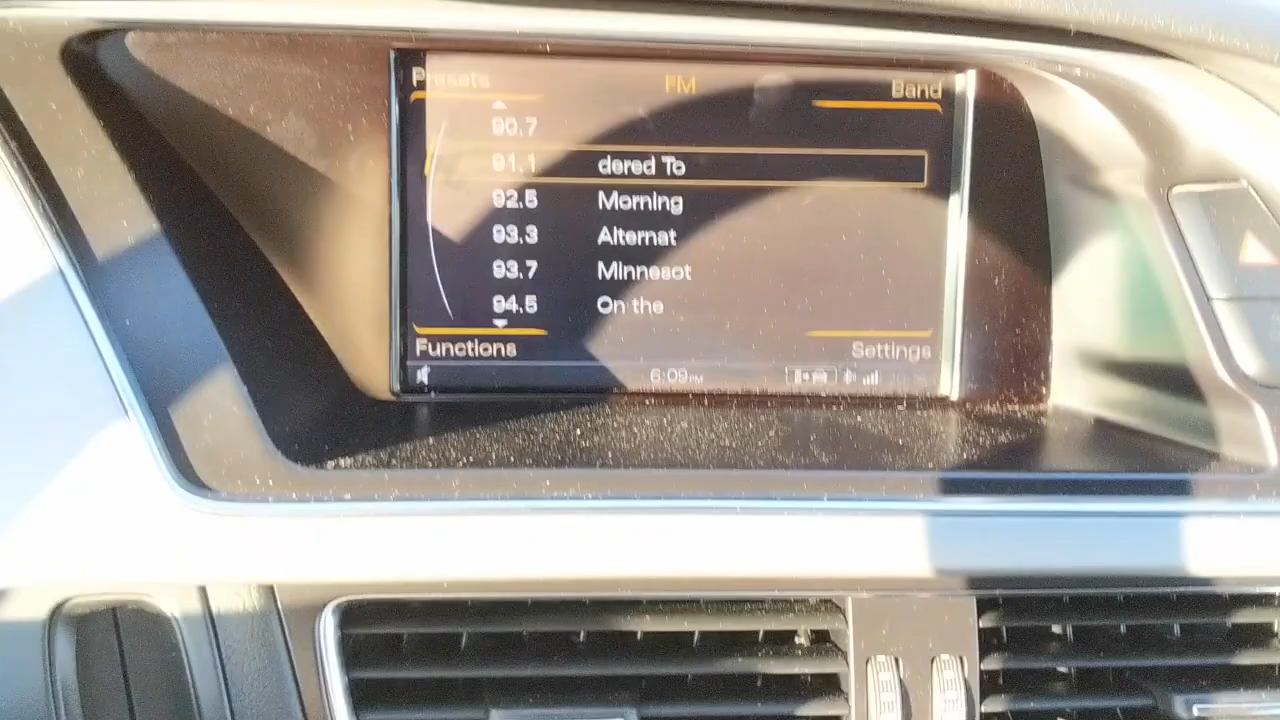 Presets FM Band
90.7
91.1 dered To
92.5 Morning
93.3 Alternat
93.7 Minnesot
94.5 On the
Functions Settings
6:09PM